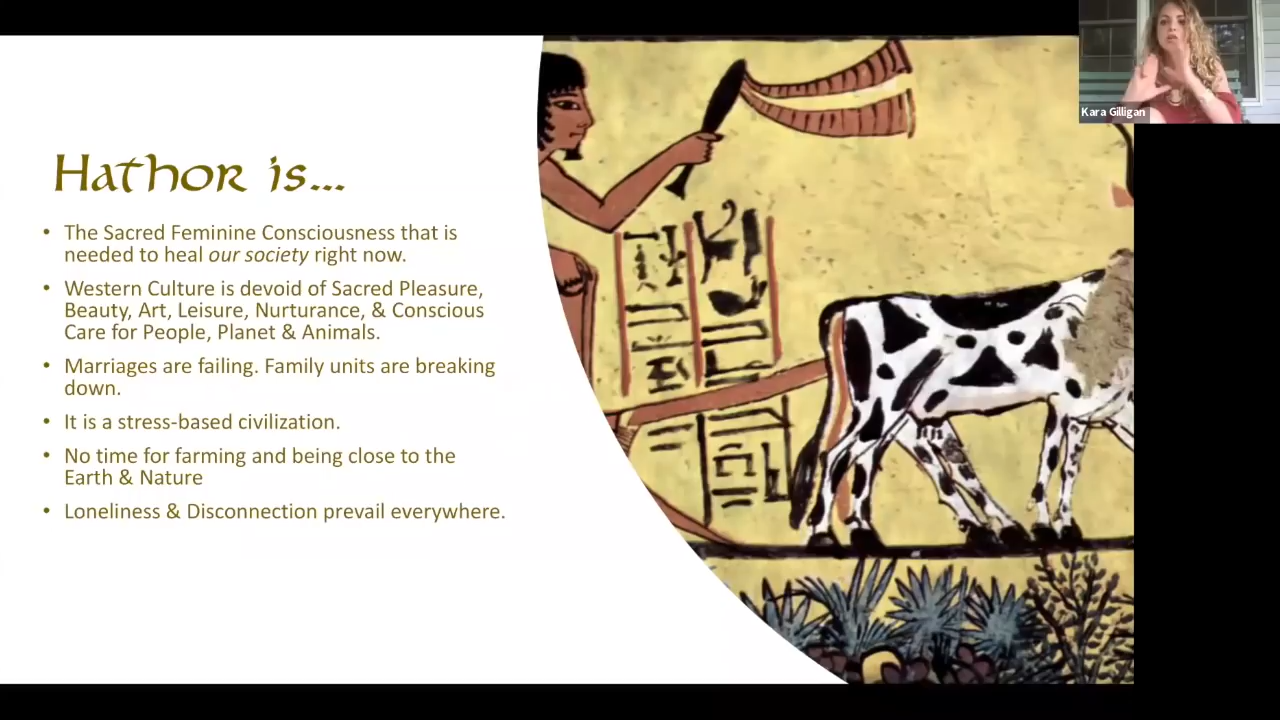 Kara Gilligan
Hathor is...
• The Sacred Feminine Consciousness that is
needed to heal our society right now.
• Western Culture is devoid of Sacred Pleasure,
Beauty, Art, Leisure, Nurturance, & Conscious
Care for People, Planet & Animals.
• Marriages are failing. Family units are breaking
down.
• It is a stress-based civilization.
• No time for farming and being close to the
Earth & Nature
• Loneliness & Disconnection prevail everywhere.